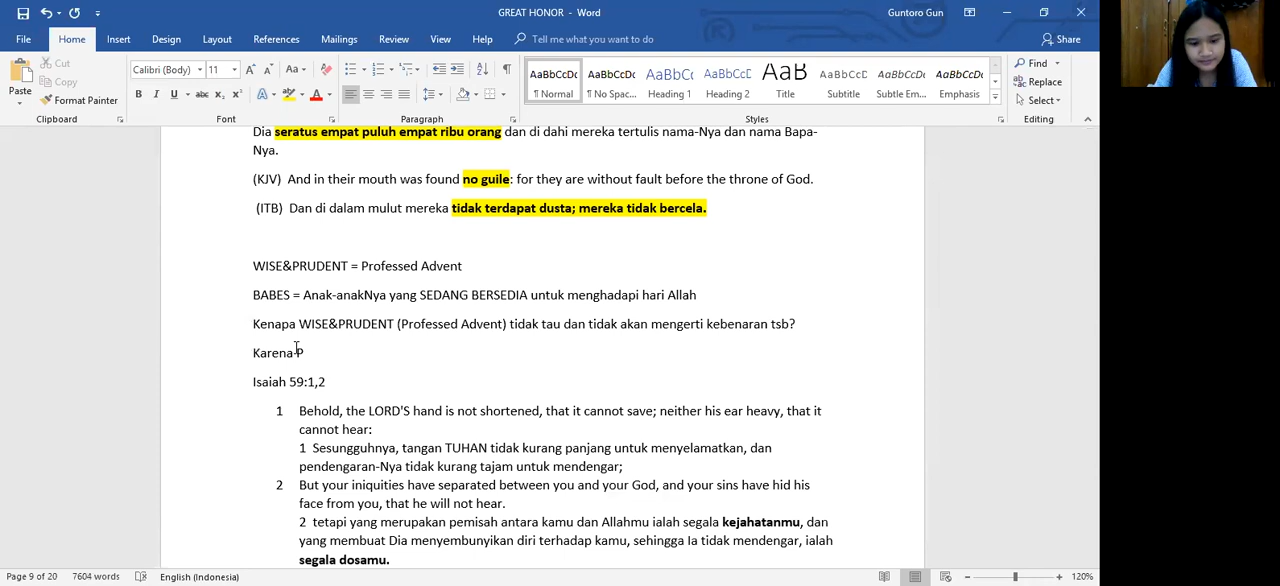 GREAT HONOR - Word
Guntoro Gun
File Home Insert Design Layout References Mailings Review View Help Tell me what you want to do Share
Paste Cut Copy Format Painter
Calibri (Body) 11
Aa
B I U abc x₂ x²
AaBbCcDc AaBbCcDc AaBbCc AaBbCcD AaB AaBbCcD AaBbCcDc AaBbCcDc
¶ Normal ¶ No Spac... Heading 1 Heading 2 Title Subtitle Subtle Em... Emphasis
Find
Replace
Select
Clipboard Font Paragraph Styles Editing
Dia seratus empat puluh empat ribu orang dan di dahi mereka tertulis nama-Nya dan nama Bapa-
Nya.
(KJV) And in their mouth was found no guile: for they are without fault before the throne of God.
(ITB) Dan di dalam mulut mereka tidak terdapat dusta; mereka tidak bercela.
WISE&PRUDENT = Professed Advent
BABES = Anak-anakNya yang SEDANG BERSEDIA untuk menghadapi hari Allah
Kenapa WISE&PRUDENT (Professed Advent) tidak tau dan tidak akan mengerti kebenaran tsb?
Karena P
Isaiah 59:1,2
1 Behold, the LORD'S hand is not shortened, that it cannot save; neither his ear heavy, that it
cannot hear:
1 Sesungguhnya, tangan TUHAN tidak kurang panjang untuk menyelamatkan, dan
pendengaran-Nya tidak kurang tajam untuk mendengar;
2 But your iniquities have separated between you and your God, and your sins have hid his
face from you, that he will not hear.
2 tetapi yang merupakan pemisah antara kamu dan Allahmu ialah segala kejahatanmu, dan
yang membuat Dia menyembunyikan diri terhadap kamu, sehingga Ia tidak mendengar, ialah
segala dosamu.
Page 9 of 20 7604 words English (Indonesia) 120%